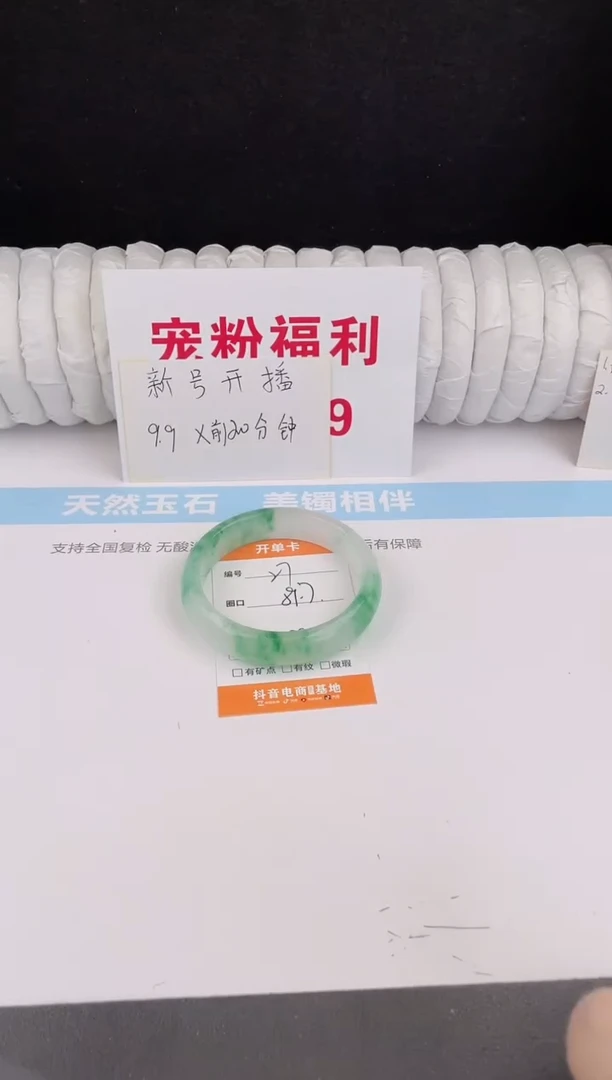 宠粉福利
新号开播
9.9 X前20分钟
9
2.
天然玉石 美镯相伴
支持全国复检 无酸
后有保障
开单卡
编号
圈口
□有矿点 □有纹 □微瑕
抖音电商 基地